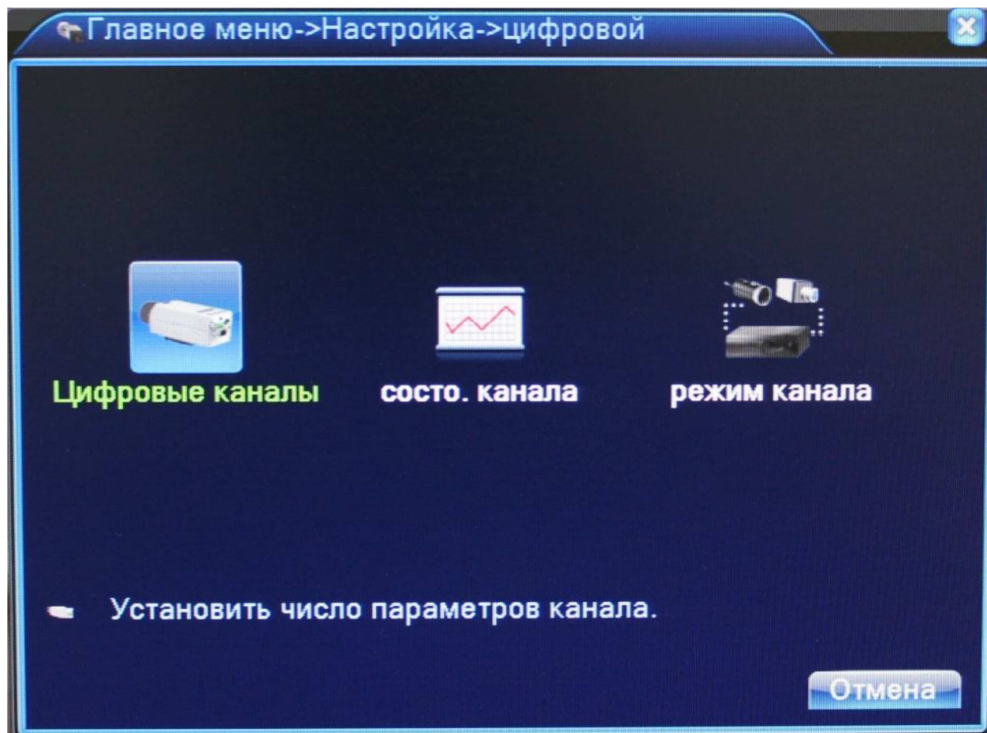 Главное меню->Настройка->цифровой
Цифровые каналы
состо. канала
режим канала
Установить число параметров канала.
Отмена